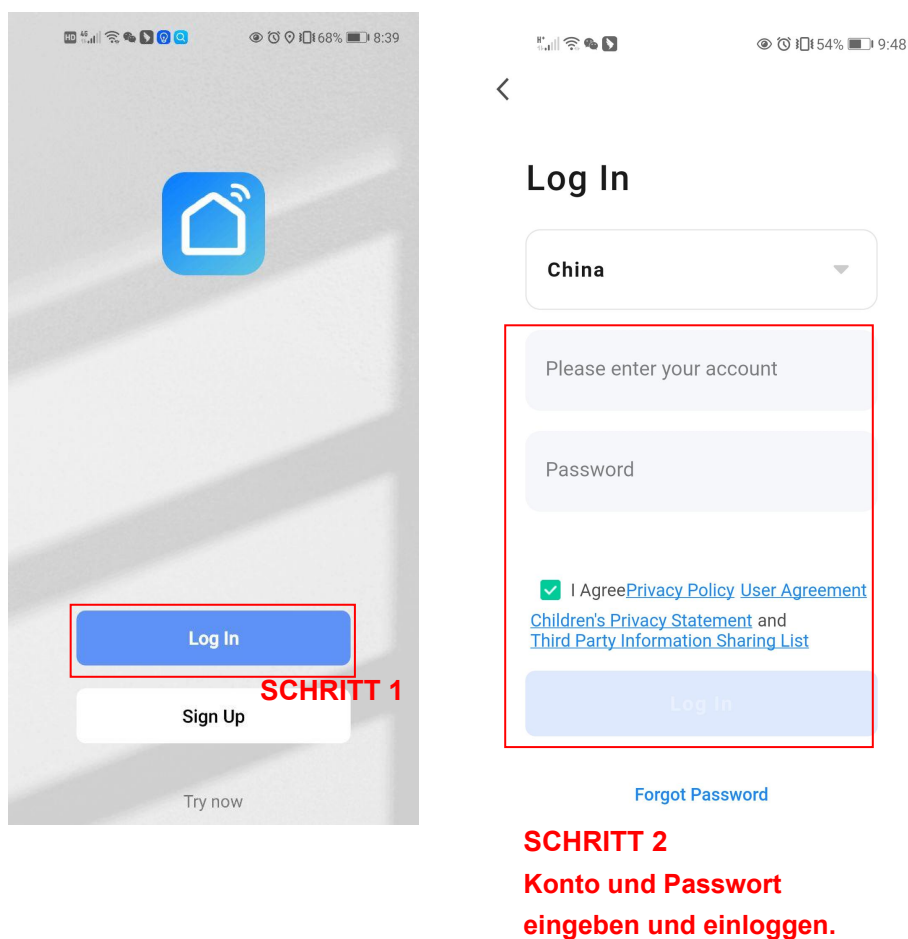 HD 4G 68% 8:39
Log In
SCHRITT 1
Sign Up
Try now
H+ 54% 9:48
Log In
China
Please enter your account
Password
I AgreePrivacy Policy User Agreement
Children's Privacy Statement and
Third Party Information Sharing List
Log In
Forgot Password
SCHRITT 2
Konto und Passwort
eingeben und einloggen.